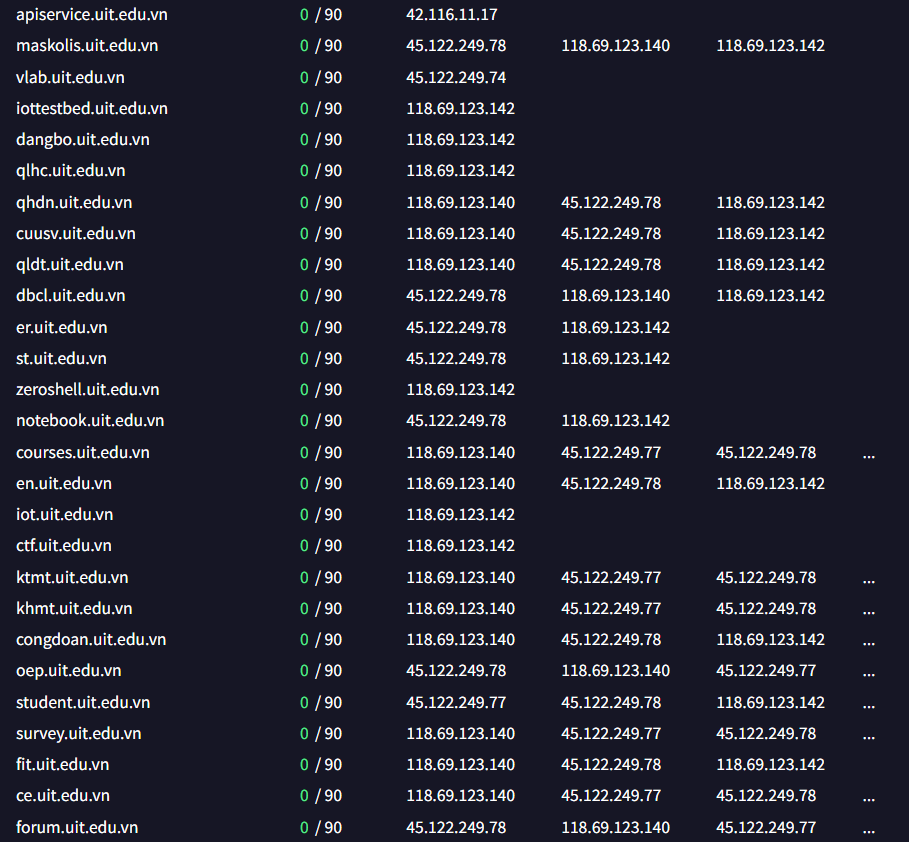 apiservice.uit.edu.vn 0 / 90 42.116.11.17
maskolis.uit.edu.vn 0 / 90 45.122.249.78 118.69.123.140 118.69.123.142
vlab.uit.edu.vn 0 / 90 45.122.249.74
iottestbed.uit.edu.vn 0 / 90 118.69.123.142
dangbo.uit.edu.vn 0 / 90 118.69.123.142
qlhc.uit.edu.vn 0 / 90 118.69.123.142
qhdn.uit.edu.vn 0 / 90 118.69.123.140 45.122.249.78 118.69.123.142
cuusv.uit.edu.vn 0 / 90 118.69.123.140 45.122.249.78 118.69.123.142
qldt.uit.edu.vn 0 / 90 118.69.123.140 45.122.249.78 118.69.123.142
dbcl.uit.edu.vn 0 / 90 45.122.249.78 118.69.123.140 118.69.123.142
er.uit.edu.vn 0 / 90 45.122.249.78 118.69.123.142
st.uit.edu.vn 0 / 90 45.122.249.78 118.69.123.142
zeroshell.uit.edu.vn 0 / 90 118.69.123.142
notebook.uit.edu.vn 0 / 90 45.122.249.78 118.69.123.142
courses.uit.edu.vn 0 / 90 118.69.123.140 45.122.249.77 45.122.249.78 ...
en.uit.edu.vn 0 / 90 118.69.123.140 45.122.249.78 118.69.123.142
iot.uit.edu.vn 0 / 90 118.69.123.142
ctf.uit.edu.vn 0 / 90 118.69.123.142
ktmt.uit.edu.vn 0 / 90 118.69.123.140 45.122.249.77 45.122.249.78 ...
khmt.uit.edu.vn 0 / 90 118.69.123.140 45.122.249.77 45.122.249.78 ...
congdoan.uit.edu.vn 0 / 90 118.69.123.140 45.122.249.78 118.69.123.142 ...
oep.uit.edu.vn 0 / 90 45.122.249.78 118.69.123.140 45.122.249.77 ...
student.uit.edu.vn 0 / 90 45.122.249.77 45.122.249.78 118.69.123.142 ...
survey.uit.edu.vn 0 / 90 118.69.123.140 45.122.249.77 45.122.249.78 ...
fit.uit.edu.vn 0 / 90 118.69.123.140 45.122.249.78 118.69.123.142
ce.uit.edu.vn 0 / 90 118.69.123.140 45.122.249.77 45.122.249.78 ...
forum.uit.edu.vn 0 / 90 45.122.249.78 118.69.123.140 45.122.249.77 ...